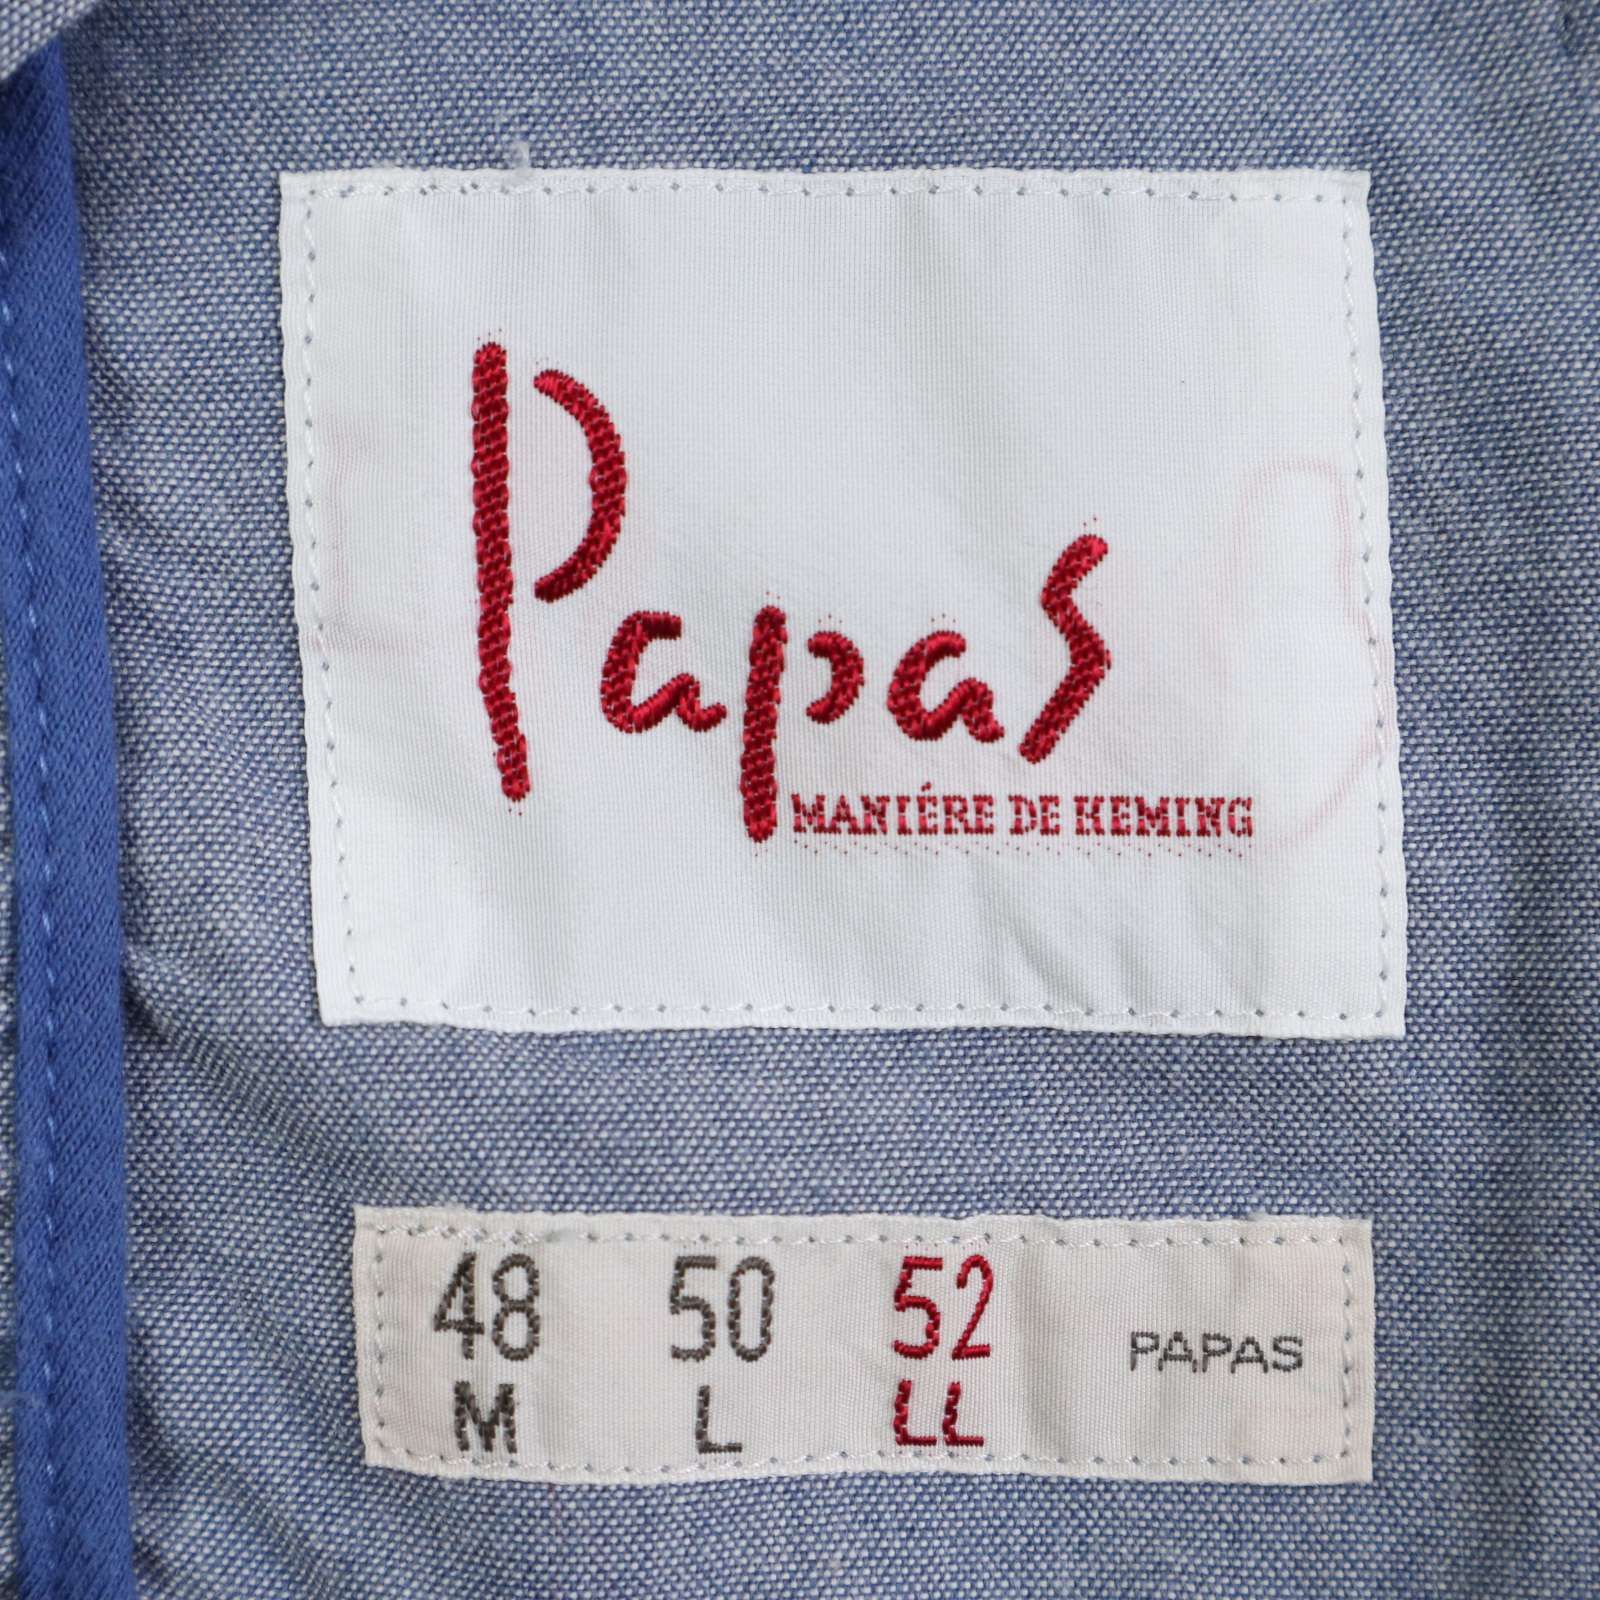 Papas
MANIÉRE DE HEMING
48 50 52 PAPAS
M L LL